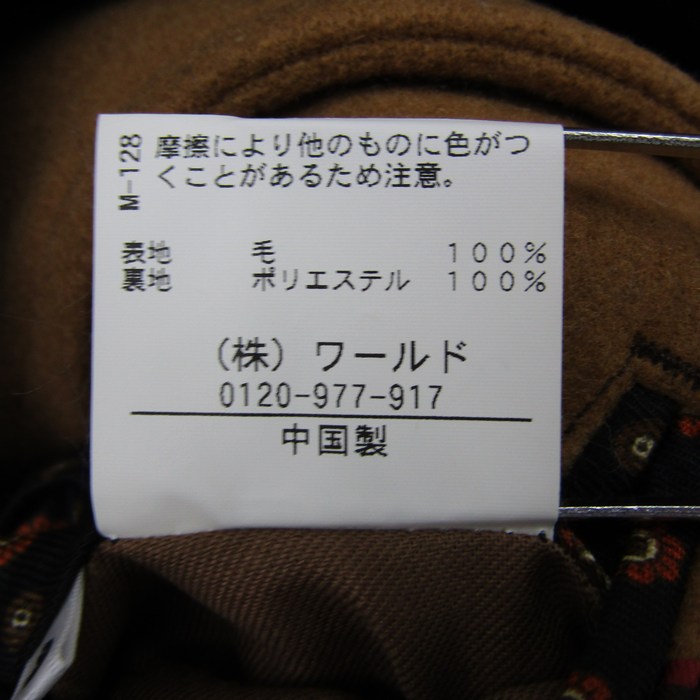 M-128
摩擦により他のものに色がつ
くことがあるため注意。
表地 毛 １００％
裏地 ポリエステル １００％
（株）ワールド
0120-977-917
中国製